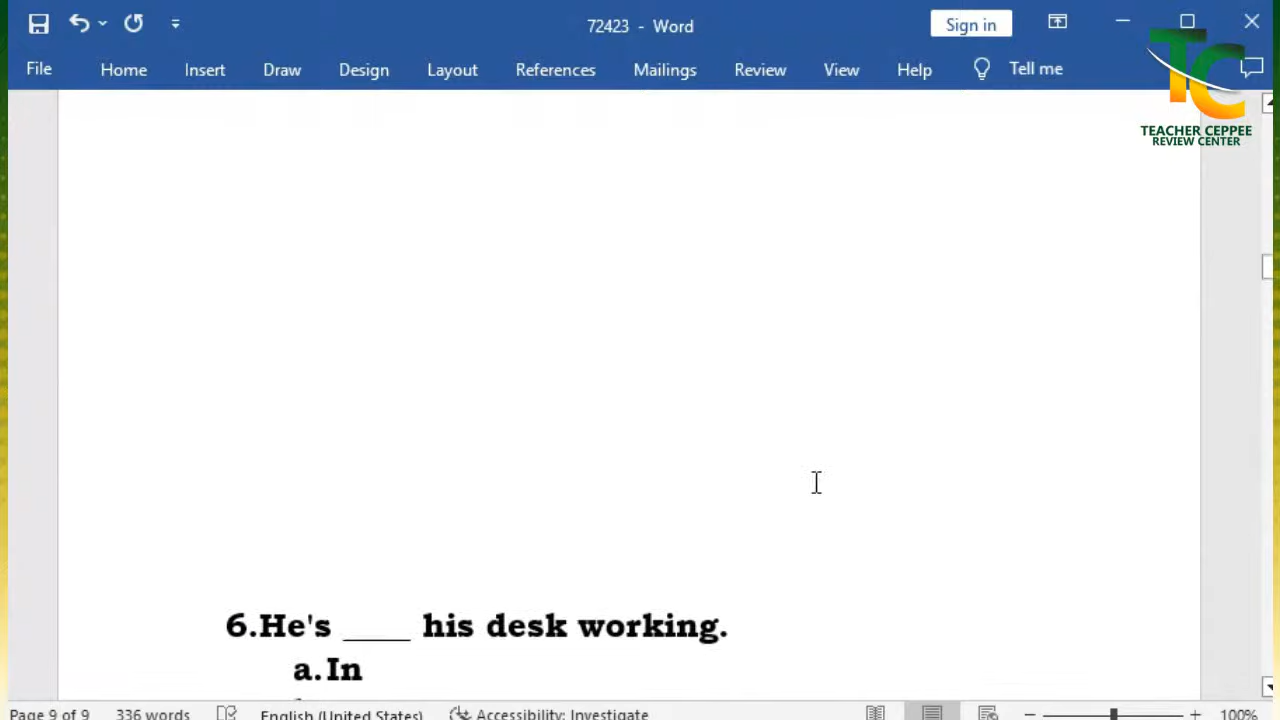 72423 - Word
Sign in
File Home Insert Draw Design Layout References Mailings Review View Help Tell me
TC
TEACHER CEPPEE
REVIEW CENTER
6.He's ____ his desk working.
a.In
Page 9 of 9 336 words English (United States) Accessibility: Investigate 100%